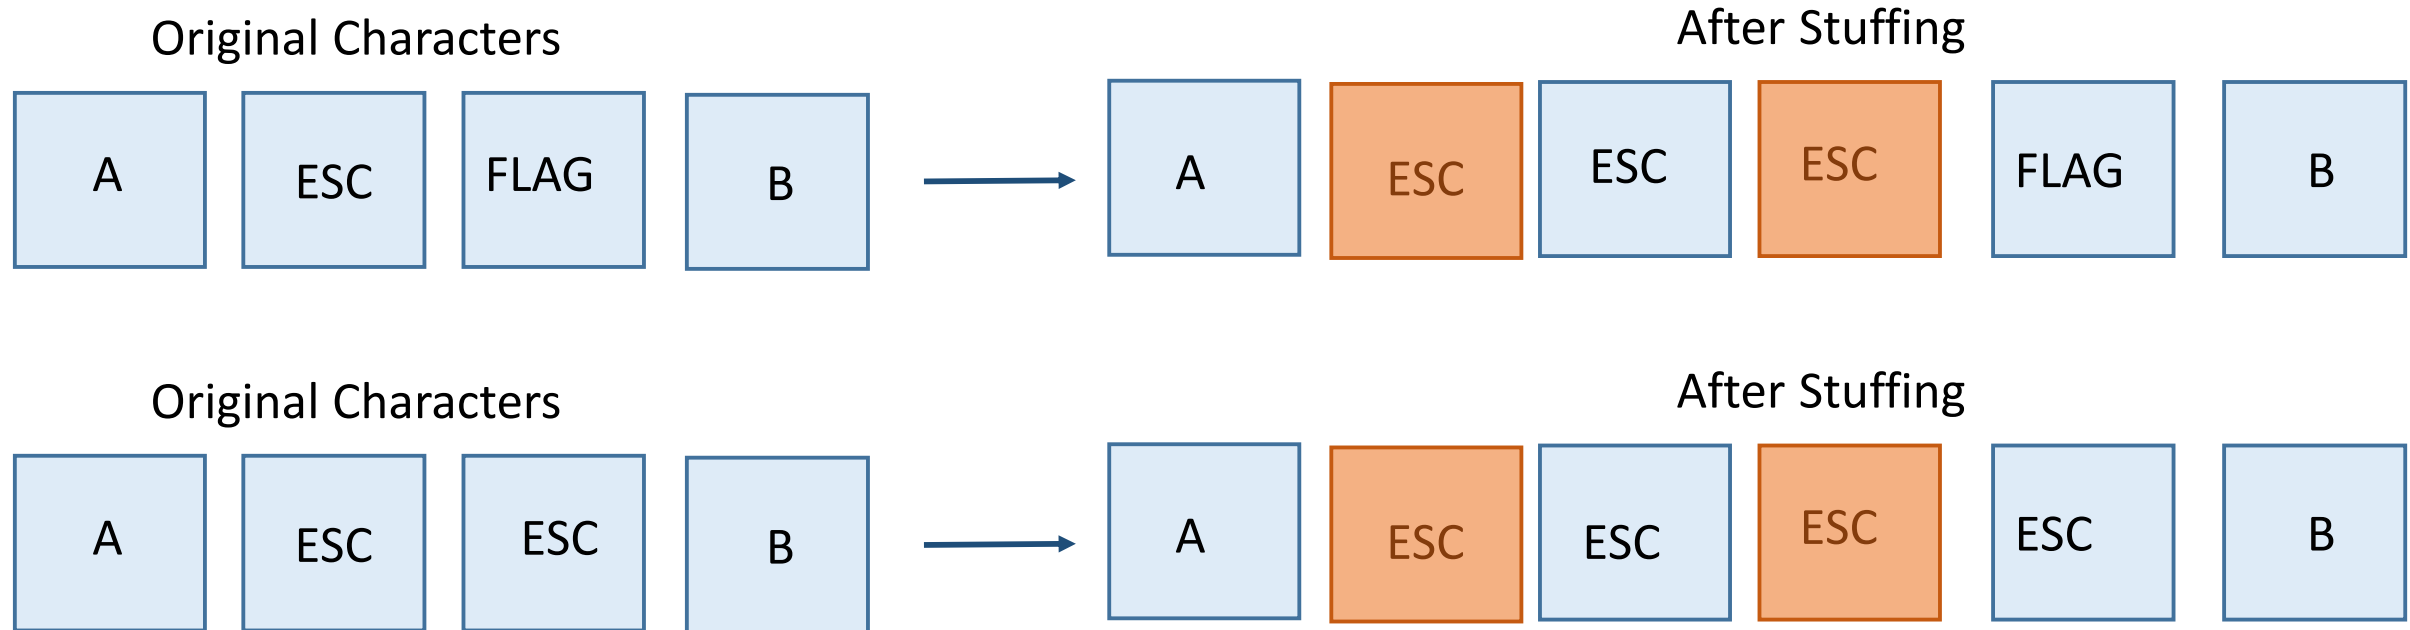 Original Characters After Stuffing
A ESC FLAG B A ESC ESC ESC FLAG B
Original Characters After Stuffing
A ESC ESC B A ESC ESC ESC ESC B